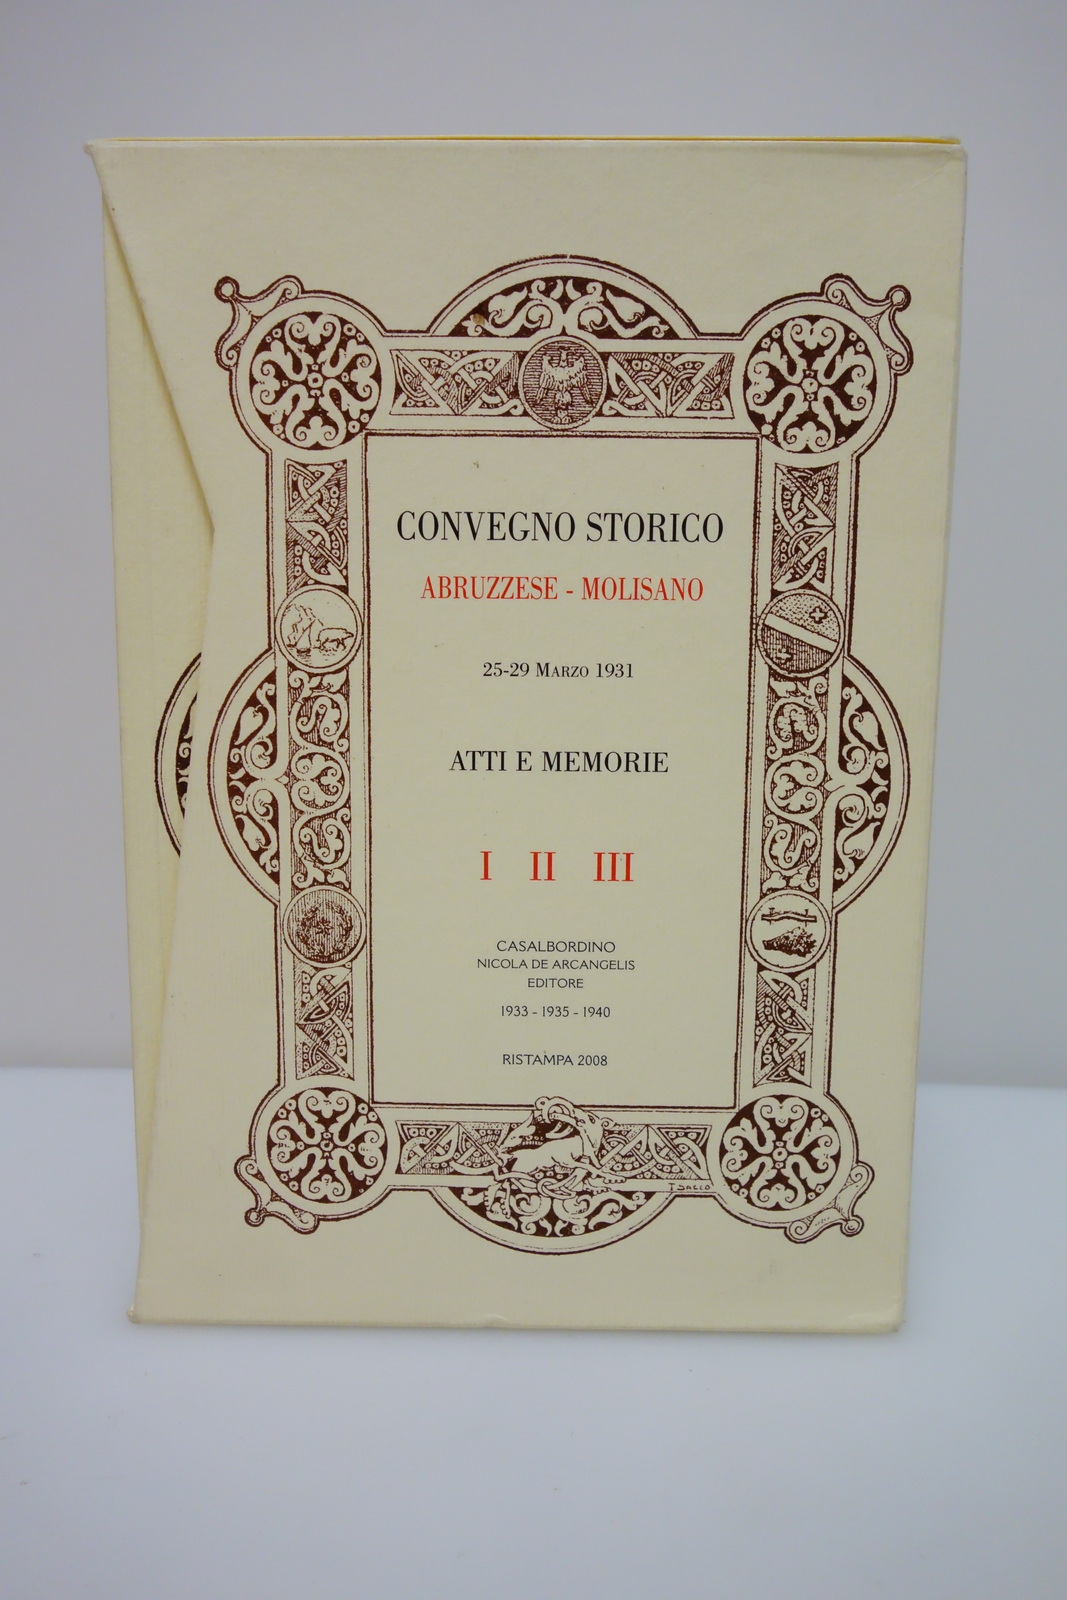 CONVEGNO STORICO
ABRUZZESE - MOLISANO
25-29 MARZO 1931
ATTI E MEMORIE
I II III
CASALBORDINO
NICOLA DE ARCANGELIS
EDITORE
1933 - 1935 - 1940
RISTAMPA 2008